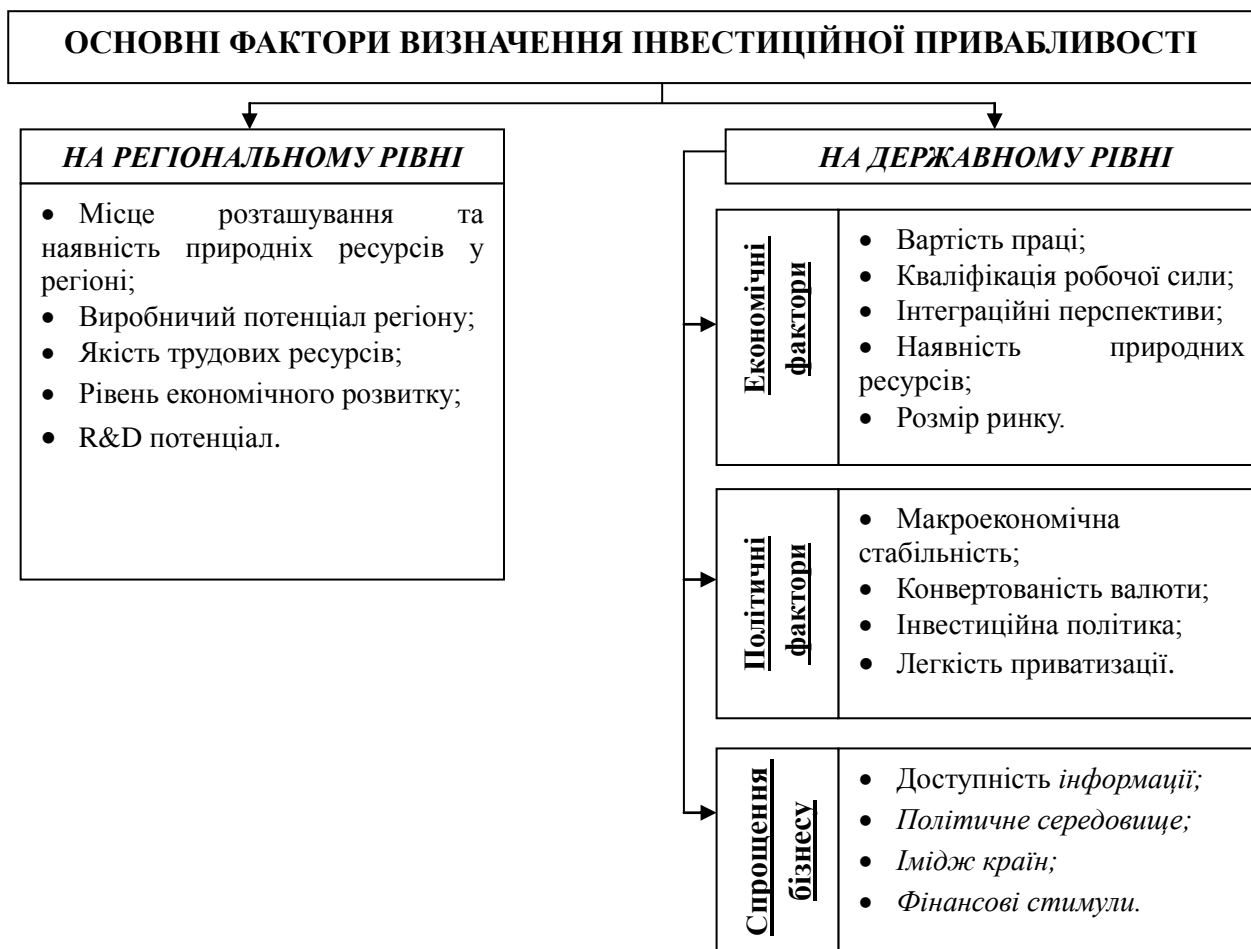 ОСНОВНІ ФАКТОРИ ВИЗНАЧЕННЯ ІНВЕСТИЦІЙНОЇ ПРИВАБЛИВОСТІ
НА РЕГІОНАЛЬНОМУ РІВНІ
• Місце розташування та
наявність природніх ресурсів у
регіоні;
• Виробничий потенціал регіону;
• Якість трудових ресурсів;
• Рівень економічного розвитку;
• R&D потенціал.
НА ДЕРЖАВНОМУ РІВНІ
Економічні
фактори
• Вартість праці;
• Кваліфікація робочої сили;
• Інтеграційні перспективи;
• Наявність природних
ресурсів;
• Розмір ринку.
Політичні
фактори
• Макроекономічна
стабільність;
• Конвертованість валюти;
• Інвестиційна політика;
• Легкість приватизації.
Спрощення
бізнесу
• Доступність інформації;
• Політичне середовище;
• Імідж країн;
• Фінансові стимули.